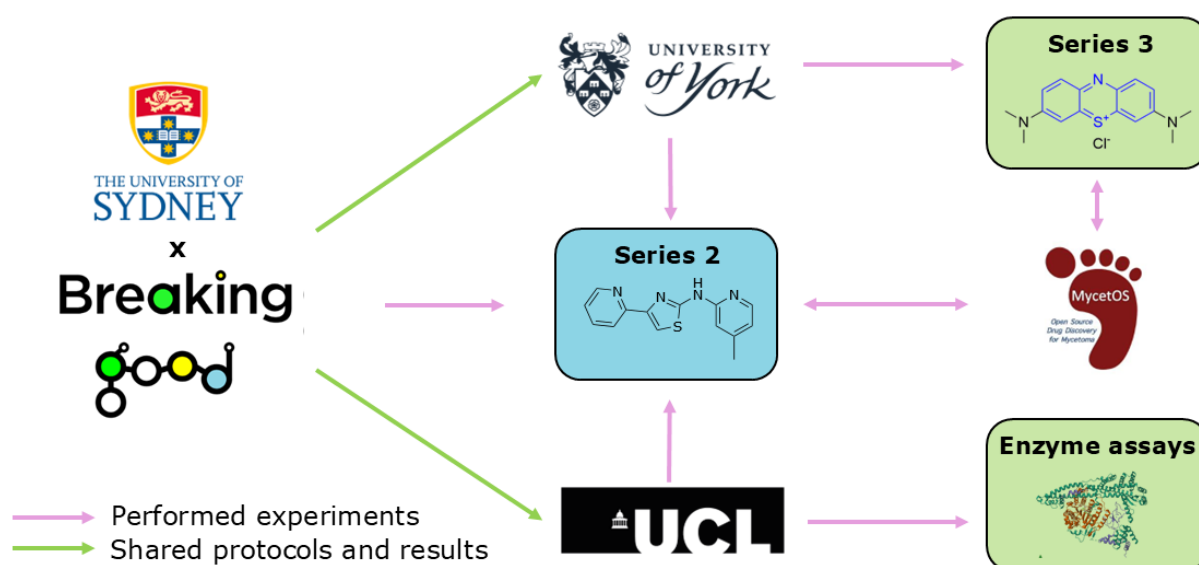 THE UNIVERSITY OF
SYDNEY
x
Breaking
good
UNIVERSITY
of York
Series 3
N
N
S+
N
Cl-
Series 2
N
N
H
N
N
S
MycetOS
Open Source
Drug Discovery
for Mycetoma
UCL
Enzyme assays
Performed experiments
Shared protocols and results